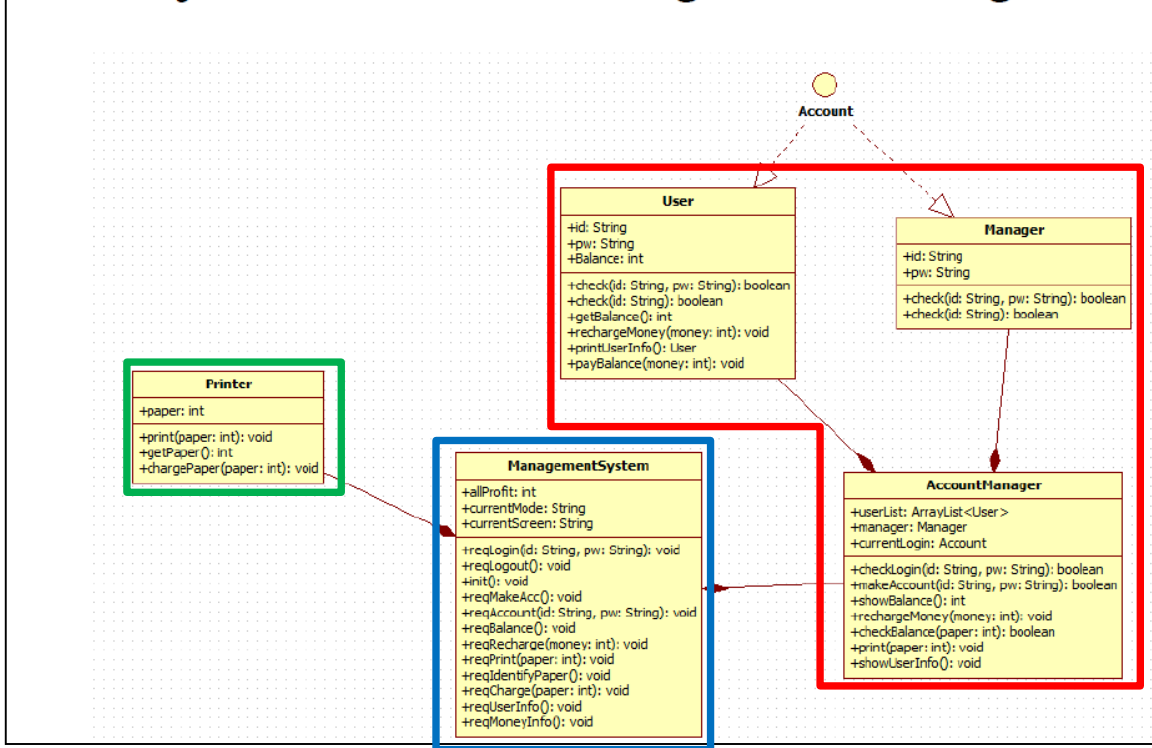 Account
User
+id: String
+pw: String
+Balance: int
+check(id: String, pw: String): boolean
+check(id: String): boolean
+getBalance(): int
+rechargeMoney(money: int): void
+printUserInfo(): User
+payBalance(money: int): void
Manager
+id: String
+pw: String
+check(id: String, pw: String): boolean
+check(id: String): boolean
Printer
+paper: int
+print(paper: int): void
+getPaper(): int
+chargePaper(paper: int): void
ManagementSystem
+allProfit: int
+currentMode: String
+currentScreen: String
+reqLogin(id: String, pw: String): void
+reqLogout(): void
+init(): void
+reqMakeAcc(): void
+reqAccount(id: String, pw: String): void
+reqBalance(): void
+reqRecharge(money: int): void
+reqPrint(paper: int): void
+reqIdentifyPaper(): void
+reqCharge(paper: int): void
+reqUserInfo(): void
+reqMoneyInfo(): void
AccountManager
+userList: ArrayList<User>
+manager: Manager
+currentLogin: Account
+checkLogin(id: String, pw: String): boolean
+makeAccount(id: String, pw: String): boolean
+showBalance(): int
+rechargeMoney(money: int): void
+checkBalance(paper: int): boolean
+print(paper: int): void
+showUserInfo(): void